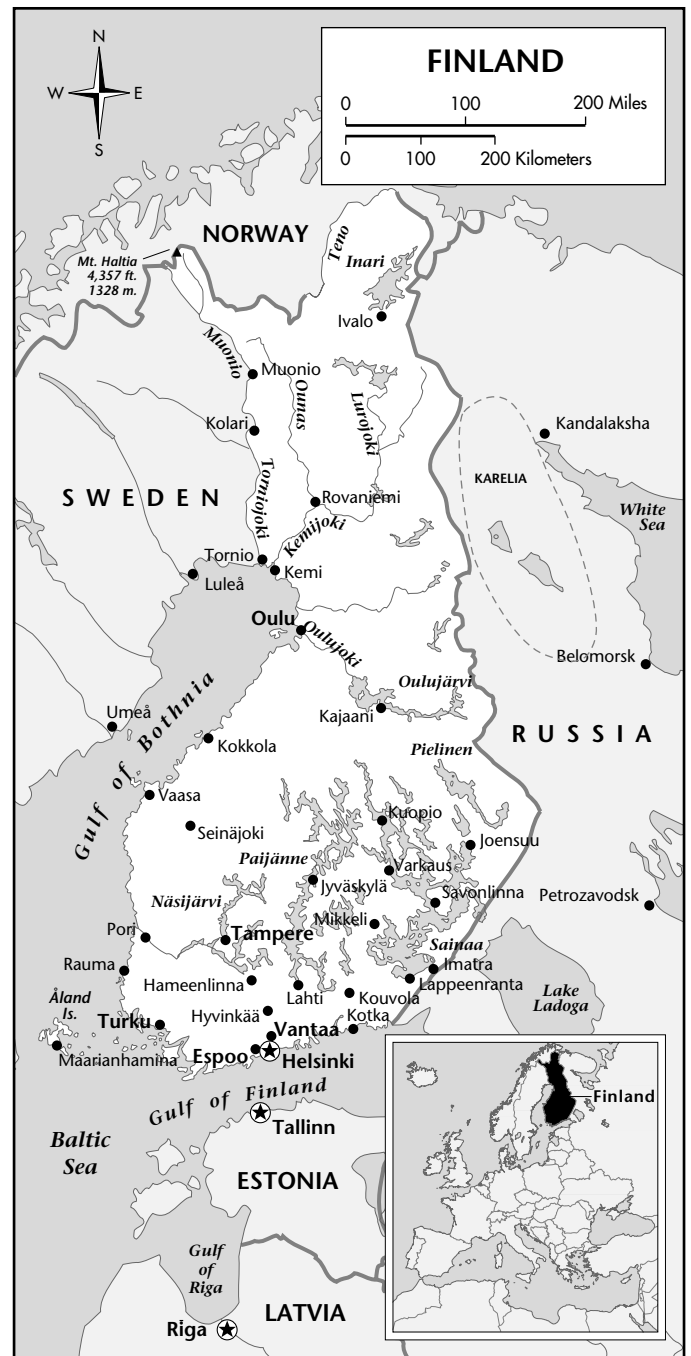 N
W E
S
FINLAND
0 100 200 Miles
0 100 200 Kilometers
NORWAY
Mt. Haltia
4,357 ft.
1328 m.
Teno
Inari
Ivalo
Muonio
Muonio
Ounas
Lurojoki
Kolari
Kandalaksha
KARELIA
SWEDEN
Torniojoki
Rovaniemi
White
Sea
Kemijoki
Tornio
Kemi
Luleå
Oulu
Oulujoki
Belomorsk
Oulujärvi
Umeå
Kajaani
Gulf of Bothnia
Kokkola
RUSSIA
Pielinen
Vaasa
Kuopio
Seinäjoki
Joensuu
Paijänne
Varkaus
Jyväskylä
Näsijärvi
Savonlinna
Petrozavodsk
Mikkeli
Pori
Tampere
Sainaa
Rauma
Imatra
Hameenlinna
Lappeenranta
Lahti
Kouvola
Lake
Ladoga
Åland
Is.
Hyvinkää
Kotka
Turku
Vantaa
Maarianhamina
Espoo
Helsinki
Gulf of Finland
Finland
Tallinn
Baltic
Sea
ESTONIA
Gulf
of
Riga
LATVIA
Riga